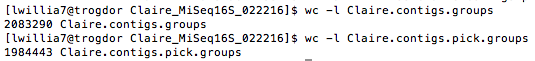 [lwillia7@trogdor Claire_MiSeq16S_022216]$ wc -l Claire.contigs.groups
2083290 Claire.contigs.groups
[lwillia7@trogdor Claire_MiSeq16S_022216]$ wc -l Claire.contigs.pick.groups
1984443 Claire.contigs.pick.groups